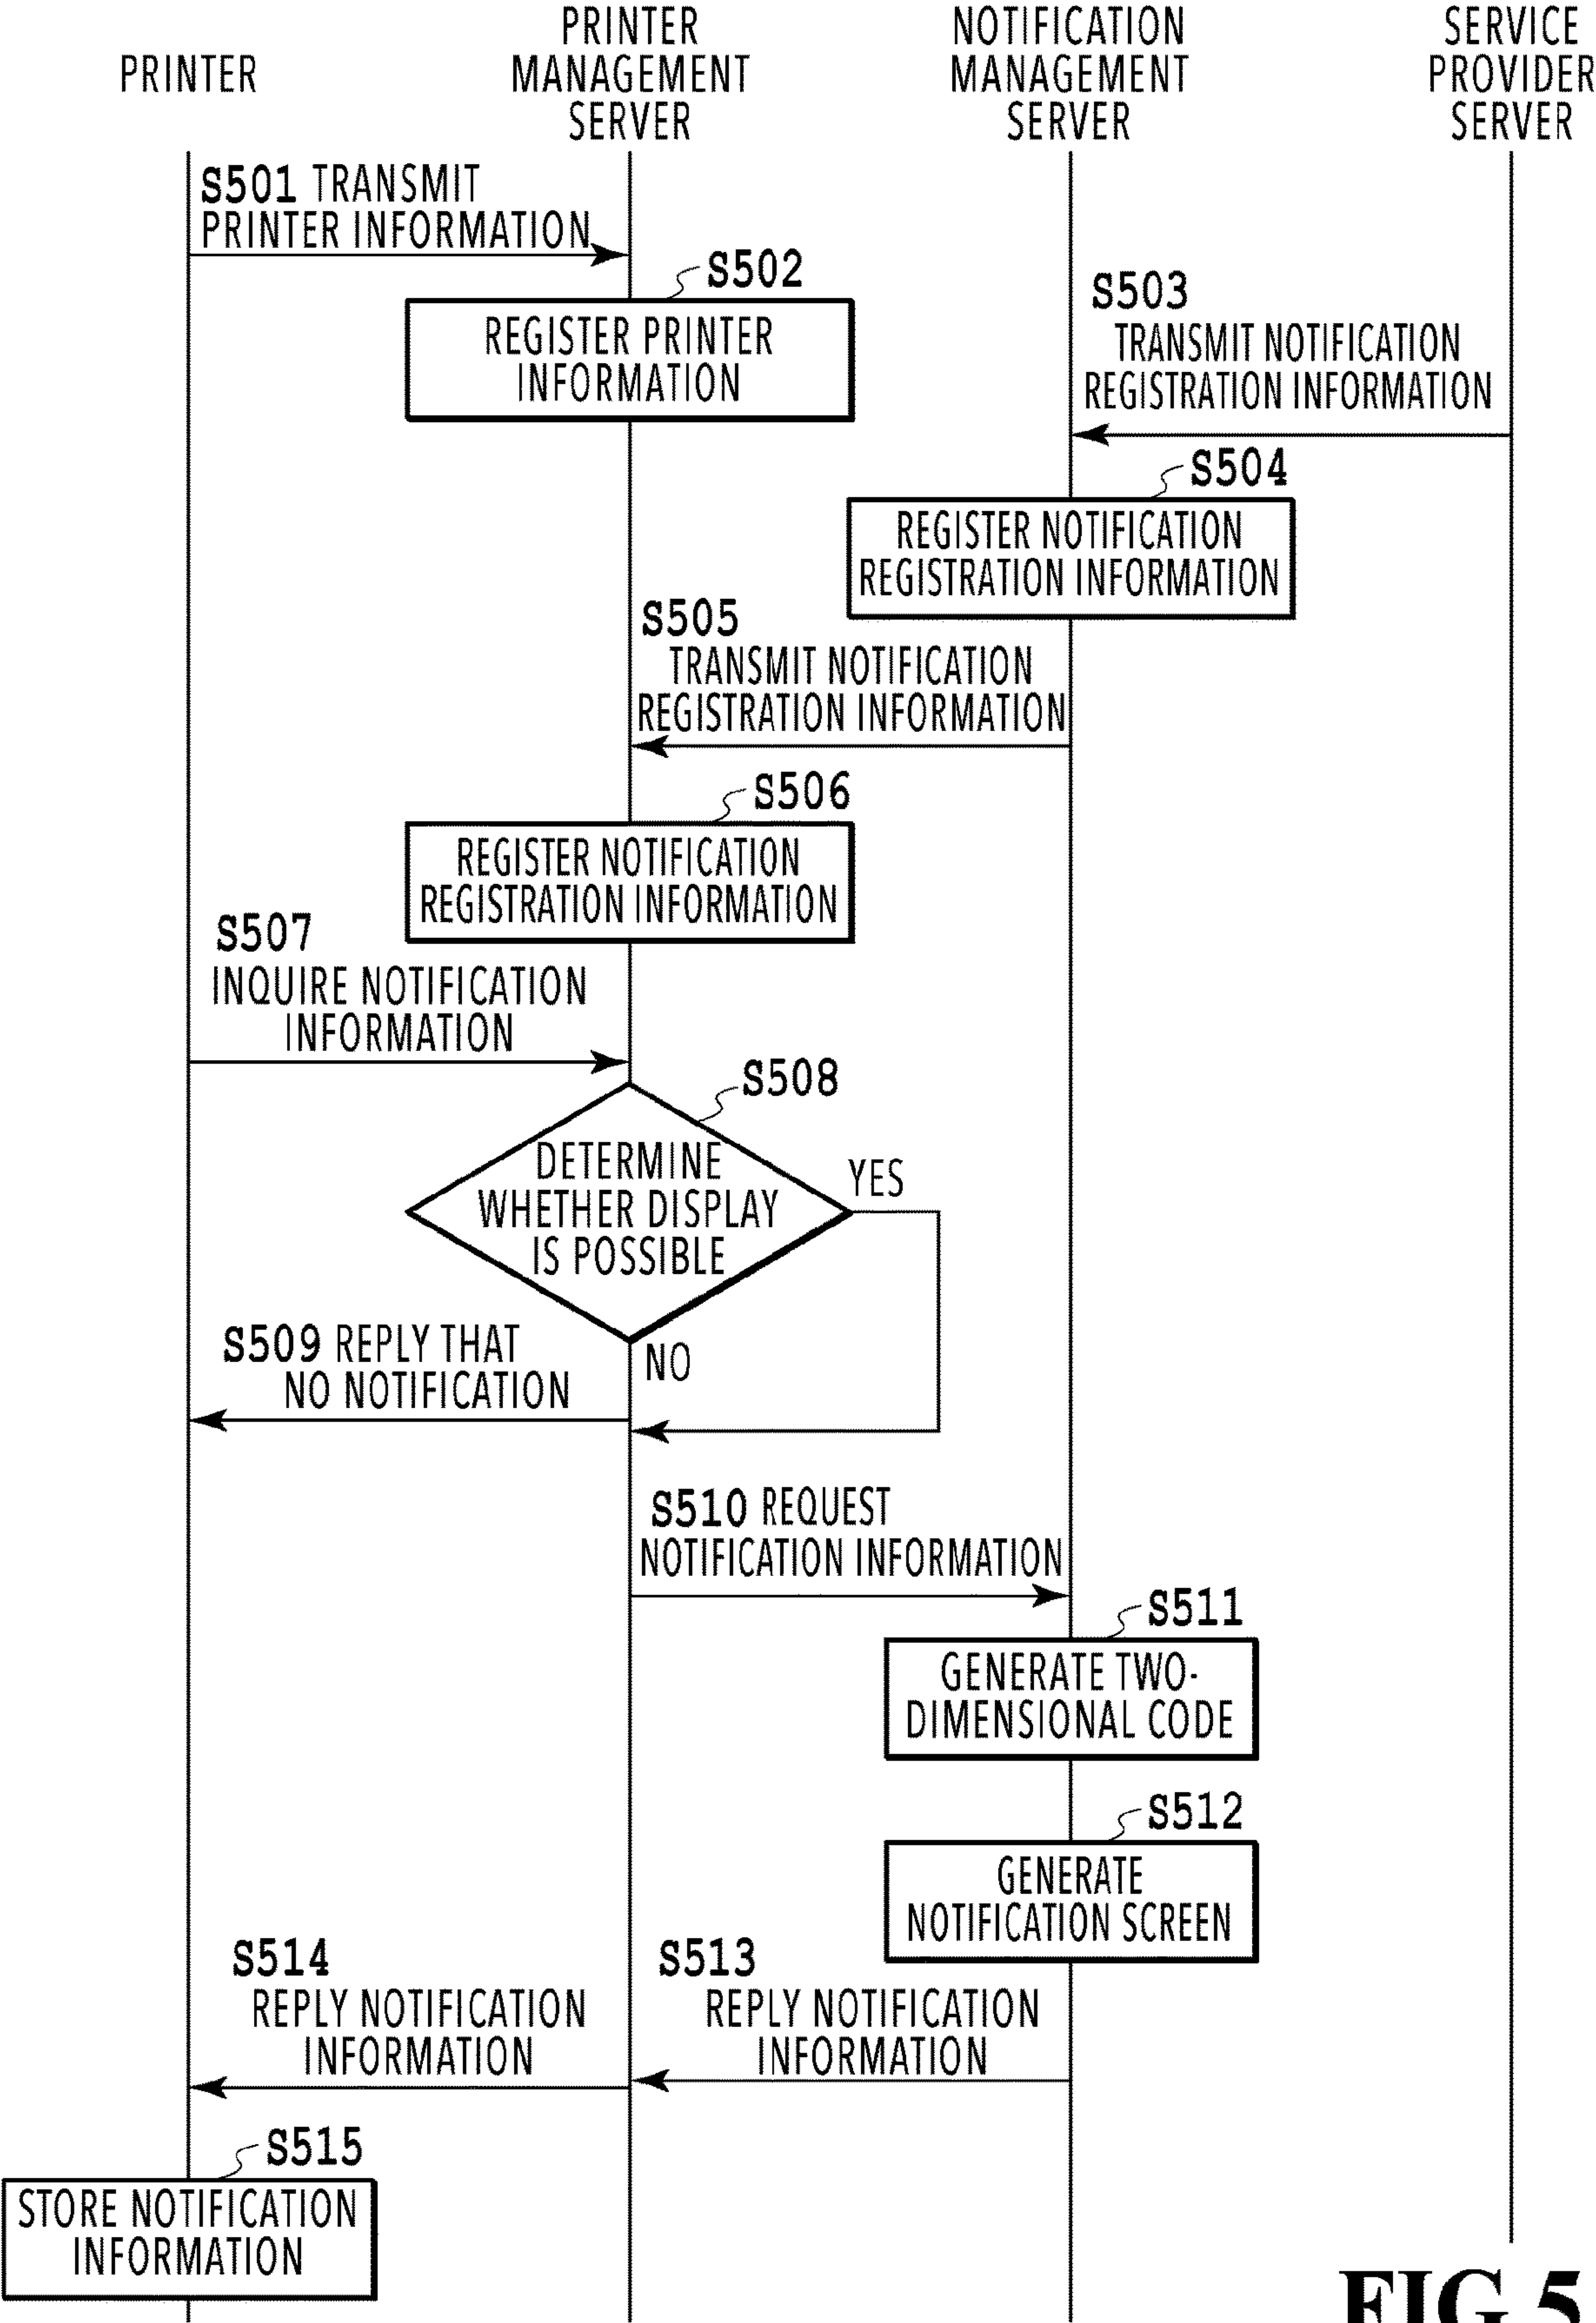 PRINTER
PRINTER
MANAGEMENT
SERVER
NOTIFICATION
MANAGEMENT
SERVER
SERVICE
PROVIDER
SERVER
S501 TRANSMIT
PRINTER INFORMATION
S502
REGISTER PRINTER
INFORMATION
S503
TRANSMIT NOTIFICATION
REGISTRATION INFORMATION
S504
REGISTER NOTIFICATION
REGISTRATION INFORMATION
S505
TRANSMIT NOTIFICATION
REGISTRATION INFORMATION
S506
REGISTER NOTIFICATION
REGISTRATION INFORMATION
S507
INQUIRE NOTIFICATION
INFORMATION
S508
DETERMINE
WHETHER DISPLAY
IS POSSIBLE
YES
NO
S509 REPLY THAT
NO NOTIFICATION
S510 REQUEST
NOTIFICATION INFORMATION
S511
GENERATE TWO-
DIMENSIONAL CODE
S512
GENERATE
NOTIFICATION SCREEN
S513
REPLY NOTIFICATION
INFORMATION
S514
REPLY NOTIFICATION
INFORMATION
S515
STORE NOTIFICATION
INFORMATION
FIG.5